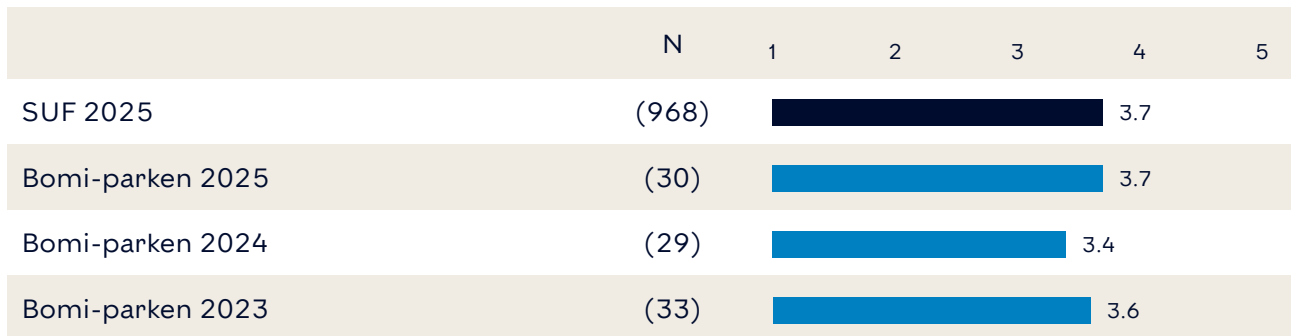 N 1 2 3 4 5
SUF 2025 (968) 3.7
Bomi-parken 2025 (30) 3.7
Bomi-parken 2024 (29) 3.4
Bomi-parken 2023 (33) 3.6